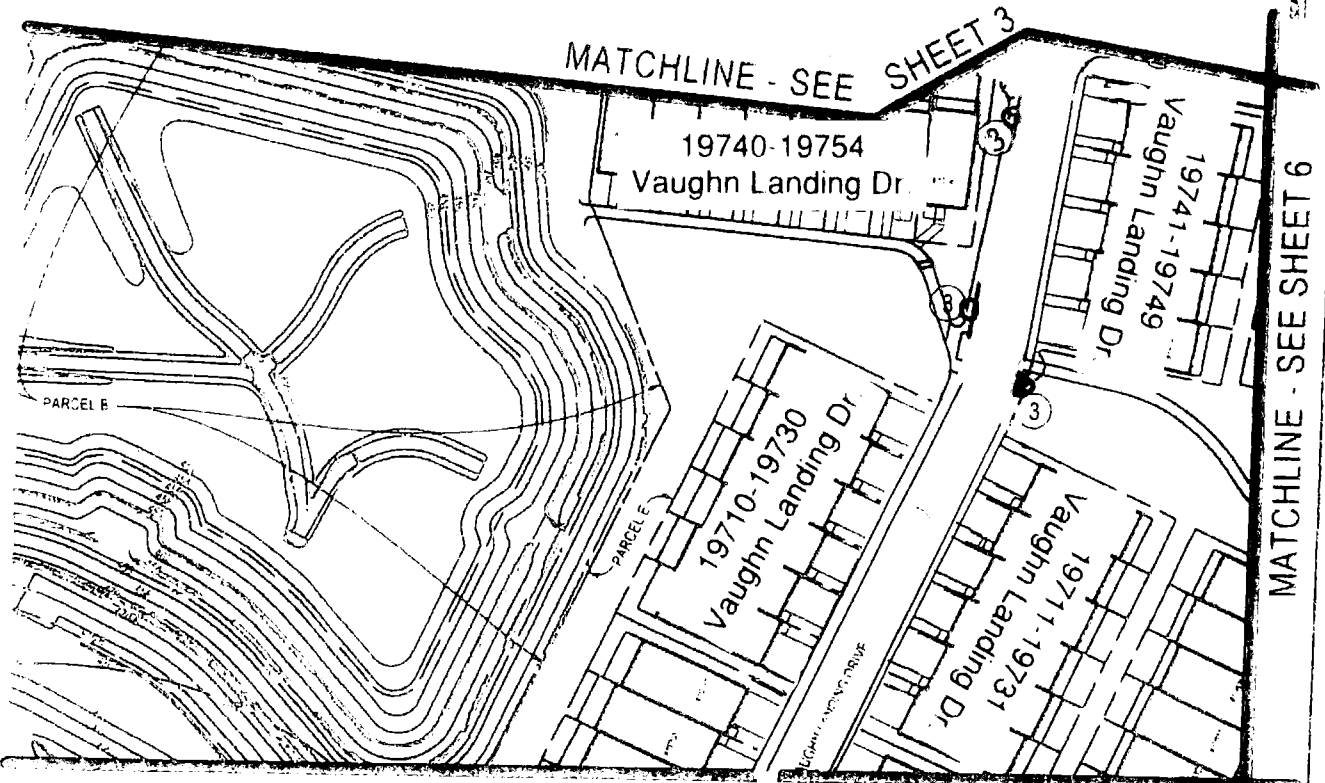 MATCHLINE - SEE SHEET 3
19740-19754
Vaughn Landing Dr.
3
19741-19749
Vaughn Landing Dr.
MATCHLINE - SEE SHEET 6
3
3
PARCEL B
19710-19730
Vaughn Landing Dr
PARCEL E
19711-19731
Vaughn Landing Dr.
LANDING DRIVE